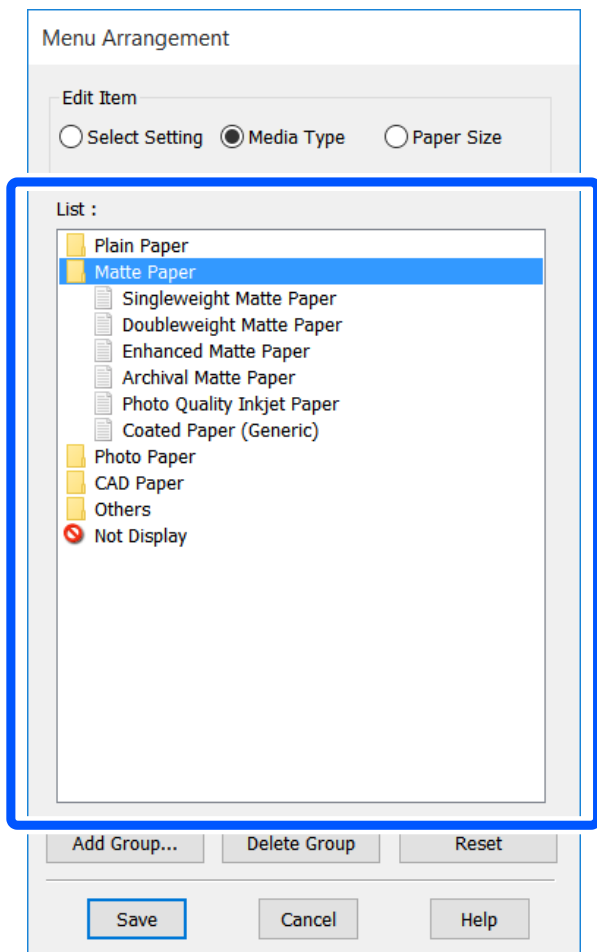 Menu Arrangement
Edit Item
Select Setting Media Type Paper Size
List :
Plain Paper
Matte Paper
Singleweight Matte Paper
Doubleweight Matte Paper
Enhanced Matte Paper
Archival Matte Paper
Photo Quality Inkjet Paper
Coated Paper (Generic)
Photo Paper
CAD Paper
Others
Not Display
Add Group... Delete Group Reset
Save Cancel Help